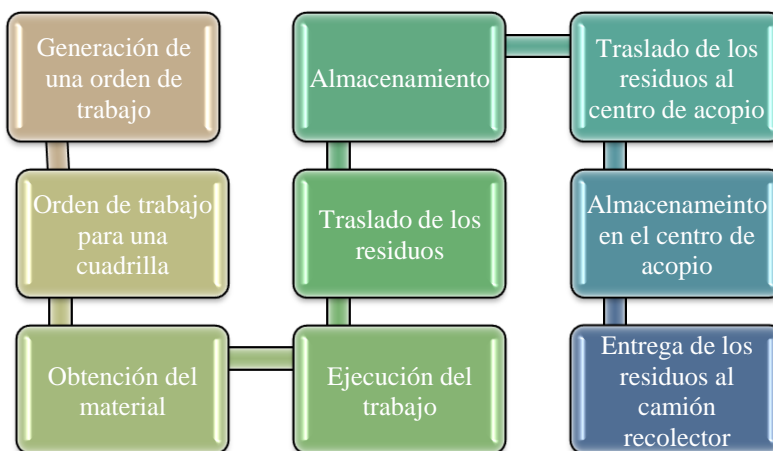 Generación de
una orden de
trabajo
Orden de trabajo
para una
cuadrilla
Obtención del
material
Ejecución del
trabajo
Traslado de los
residuos
Almacenamiento
Traslado de los
residuos al
centro de acopio
Almacenameinto
en el centro de
acopio
Entrega de los
residuos al
camión
recolector